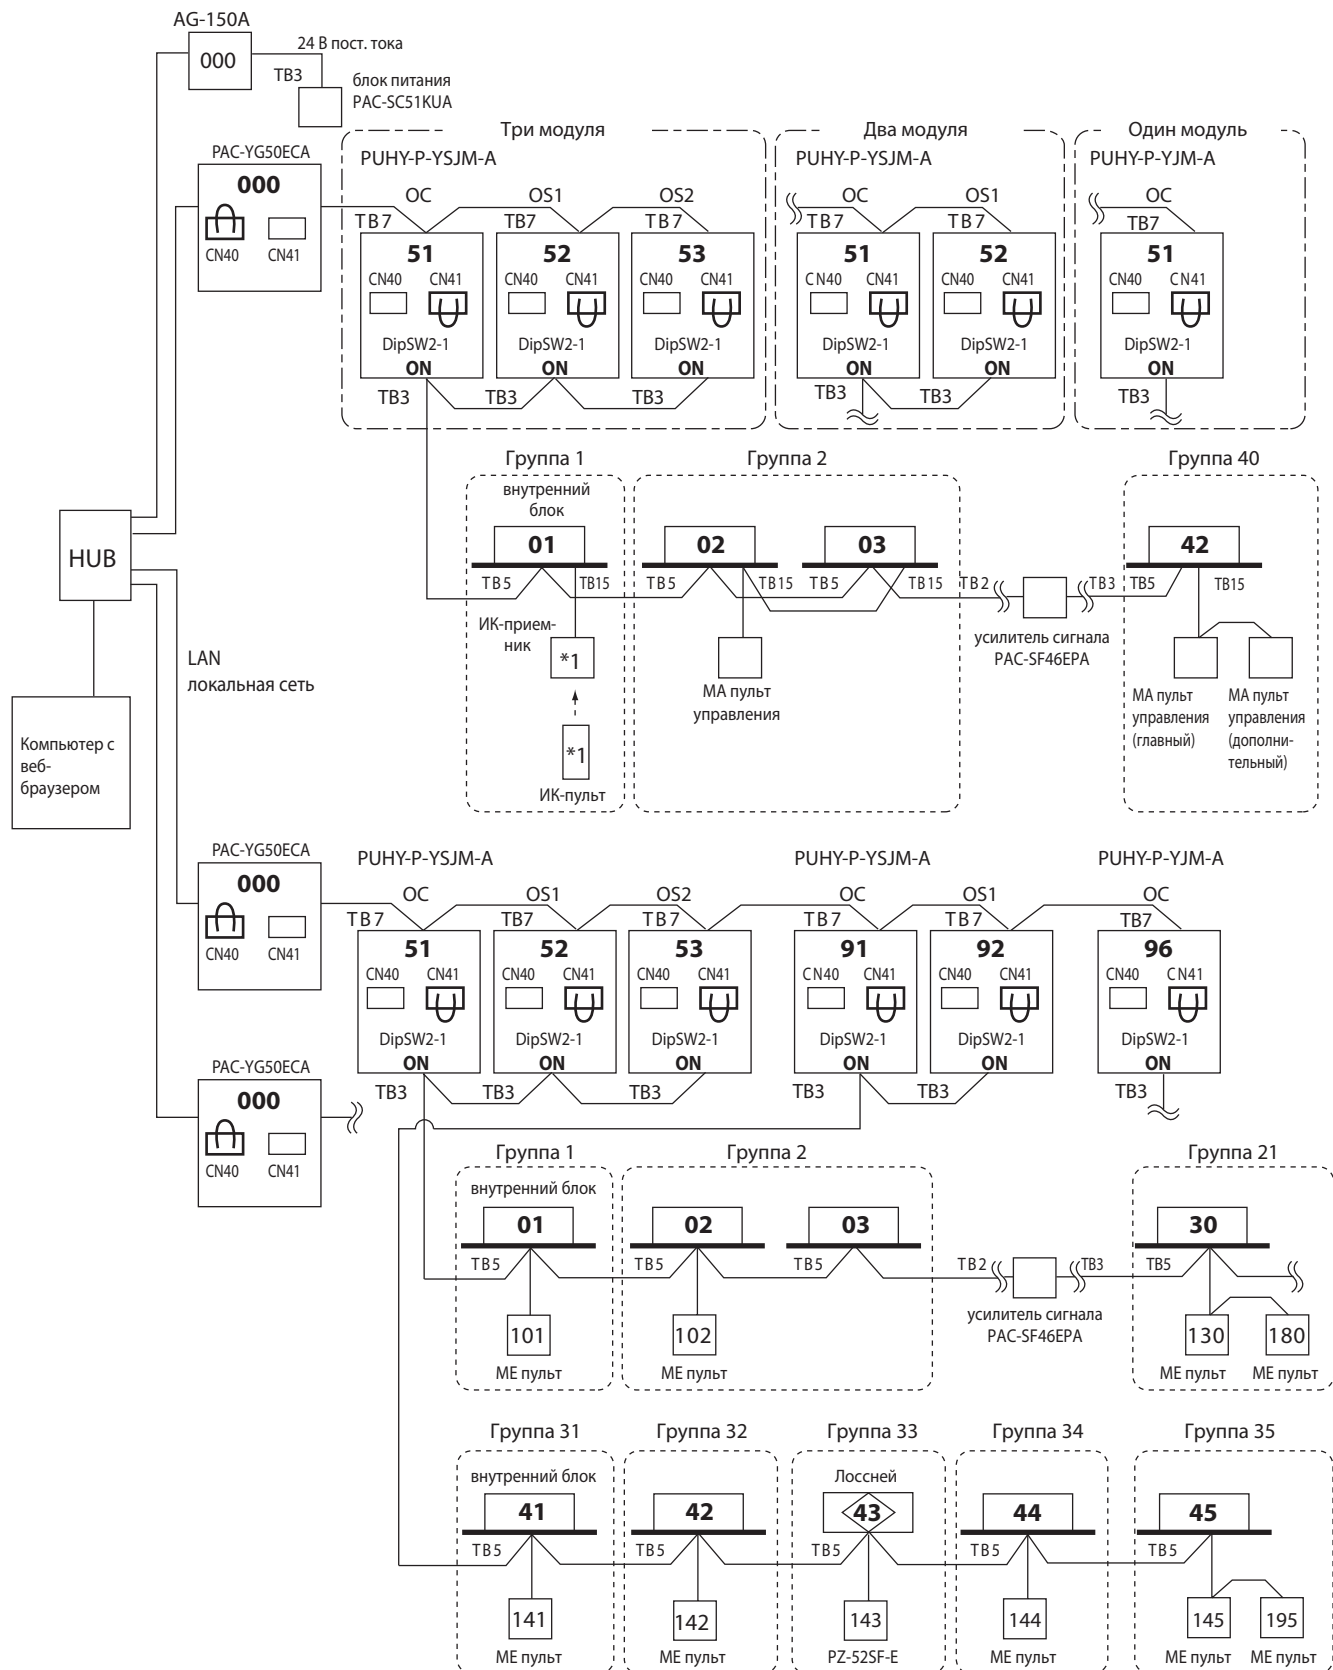 AG-150A
000
24 В пост. тока
TB3
блок питания
PAC-SC51KUA
PAC-YG50ECA
000
CN40
CN41
Три модуля
PUHY-P-YSJM-A
OC
OS1
OS2
TB7
TB7
TB7
51
CN40 CN41
DipSW2-1
ON
52
CN40 CN41
DipSW2-1
ON
53
CN40 CN41
DipSW2-1
ON
TB3
TB3
TB3
Два модуля
PUHY-P-YSJM-A
OC
OS1
TB7
TB7
51
CN40 CN41
DipSW2-1
ON
52
CN40 CN41
DipSW2-1
ON
TB3
TB3
Один модуль
PUHY-P-YJM-A
OC
TB7
51
CN40 CN41
DipSW2-1
ON
TB3
HUB
LAN
локальная сеть
Компьютер с
веб-
браузером
Группа 1
внутренний
блок
01
TB5
TB15
ИК-прием-
ник
*1
*1
ИК-пульт
Группа 2
02
03
TB5
TB15
TB5
TB15
МА пульт
управления
TB2
TB3
усилитель сигнала
PAC-SF46EPA
Группа 40
42
TB5
TB15
МА пульт
управления
(главный)
МА пульт
управления
(дополни-
тельный)
PAC-YG50ECA
000
CN40
CN41
PUHY-P-YSJM-A
OC
OS1
OS2
TB7
TB7
TB7
51
CN40 CN41
DipSW2-1
ON
52
CN40 CN41
DipSW2-1
ON
53
CN40 CN41
DipSW2-1
ON
TB3
TB3
TB3
PUHY-P-YSJM-A
OC
OS1
TB7
TB7
91
CN40 CN41
DipSW2-1
ON
92
CN40 CN41
DipSW2-1
ON
TB3
TB3
PUHY-P-YJM-A
OC
TB7
96
CN40 CN41
DipSW2-1
ON
TB3
PAC-YG50ECA
000
CN40
CN41
Группа 1
внутренний блок
01
TB5
101
МЕ пульт
Группа 2
02
03
TB5
TB5
102
МЕ пульт
TB2
TB3
усилитель сигнала
PAC-SF46EPA
Группа 21
30
TB5
130
180
МЕ пульт
МЕ пульт
Группа 31
внутренний блок
41
TB5
141
МЕ пульт
Группа 32
42
TB5
142
МЕ пульт
Группа 33
Лоссней
43
TB5
143
PZ-52SF-E
Группа 34
44
TB5
144
МЕ пульт
Группа 35
45
TB5
145
195
МЕ пульт
МЕ пульт